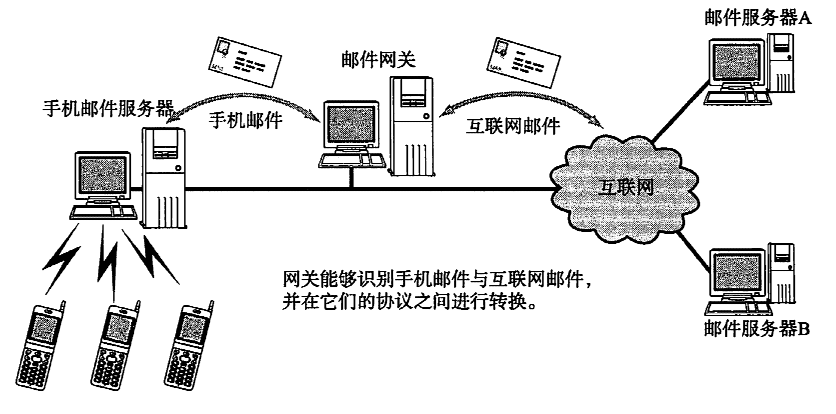 邮件服务器A
邮件网关
手机邮件服务器
手机邮件
互联网邮件
互联网
网关能够识别手机邮件与互联网邮件，
并在它们的协议之间进行转换。
邮件服务器B